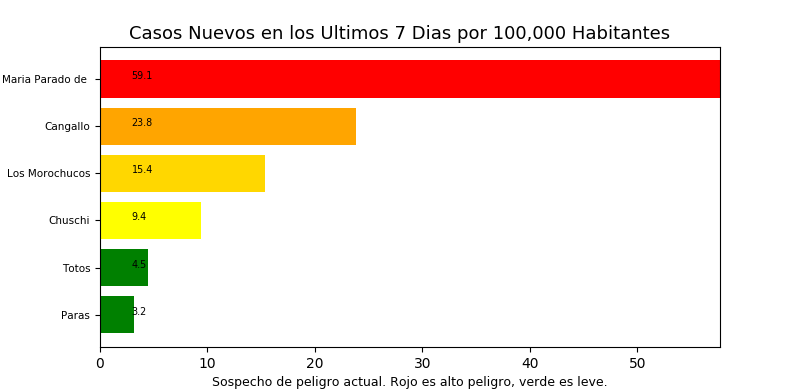 Casos Nuevos en los Ultimos 7 Dias por 100,000 Habitantes
Maria Parado de
59.1
Cangallo
23.8
Los Morochucos
15.4
Chuschi
9.4
Totos
4.5
Paras
3.2
0 10 20 30 40 50
Sospecho de peligro actual. Rojo es alto peligro, verde es leve.